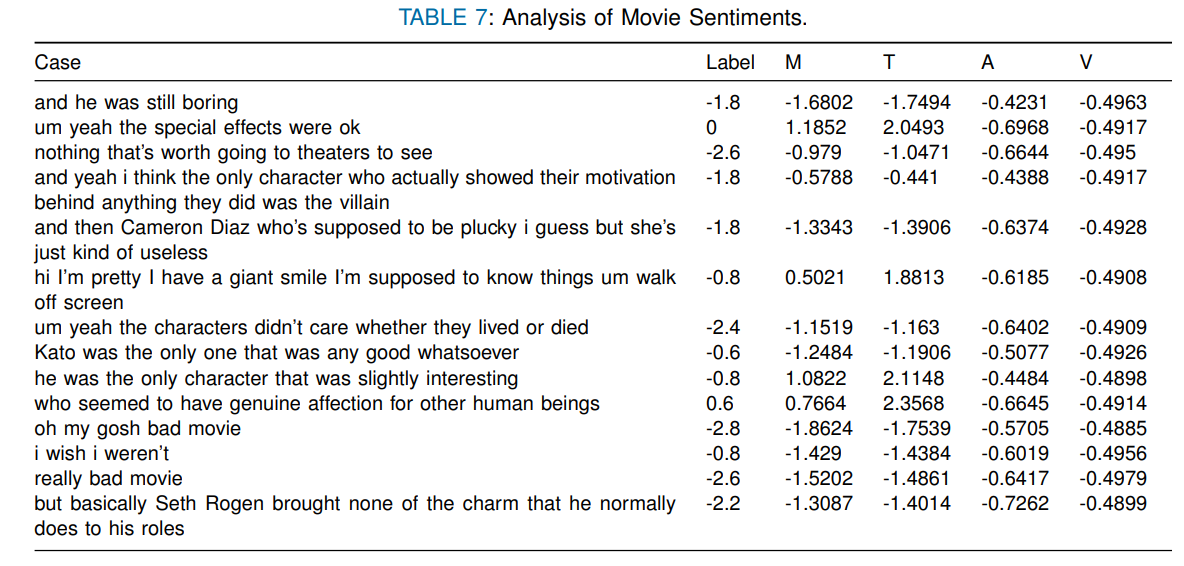 TABLE 7: Analysis of Movie Sentiments.
Case Label M T A V
and he was still boring -1.8 -1.6802 -1.7494 -0.4231 -0.4963
um yeah the special effects were ok 0 1.1852 2.0493 -0.6968 -0.4917
nothing that's worth going to theaters to see -2.6 -0.979 -1.0471 -0.6644 -0.495
and yeah i think the only character who actually showed their motivation -1.8 -0.5788 -0.441 -0.4388 -0.4917
behind anything they did was the villain
and then Cameron Diaz who's supposed to be plucky i guess but she's -1.8 -1.3343 -1.3906 -0.6374 -0.4928
just kind of useless
hi I'm pretty I have a giant smile I'm supposed to know things um walk -0.8 0.5021 1.8813 -0.6185 -0.4908
off screen
um yeah the characters didn't care whether they lived or died -2.4 -1.1519 -1.163 -0.6402 -0.4909
Kato was the only one that was any good whatsoever -0.6 -1.2484 -1.1906 -0.5077 -0.4926
he was the only character that was slightly interesting -0.8 1.0822 2.1148 -0.4484 -0.4898
who seemed to have genuine affection for other human beings 0.6 0.7664 2.3568 -0.6645 -0.4914
oh my gosh bad movie -2.8 -1.8624 -1.7539 -0.5705 -0.4885
i wish i weren't -0.8 -1.429 -1.4384 -0.6019 -0.4956
really bad movie -2.6 -1.5202 -1.4861 -0.6417 -0.4979
but basically Seth Rogen brought none of the charm that he normally -2.2 -1.3087 -1.4014 -0.7262 -0.4899
does to his roles